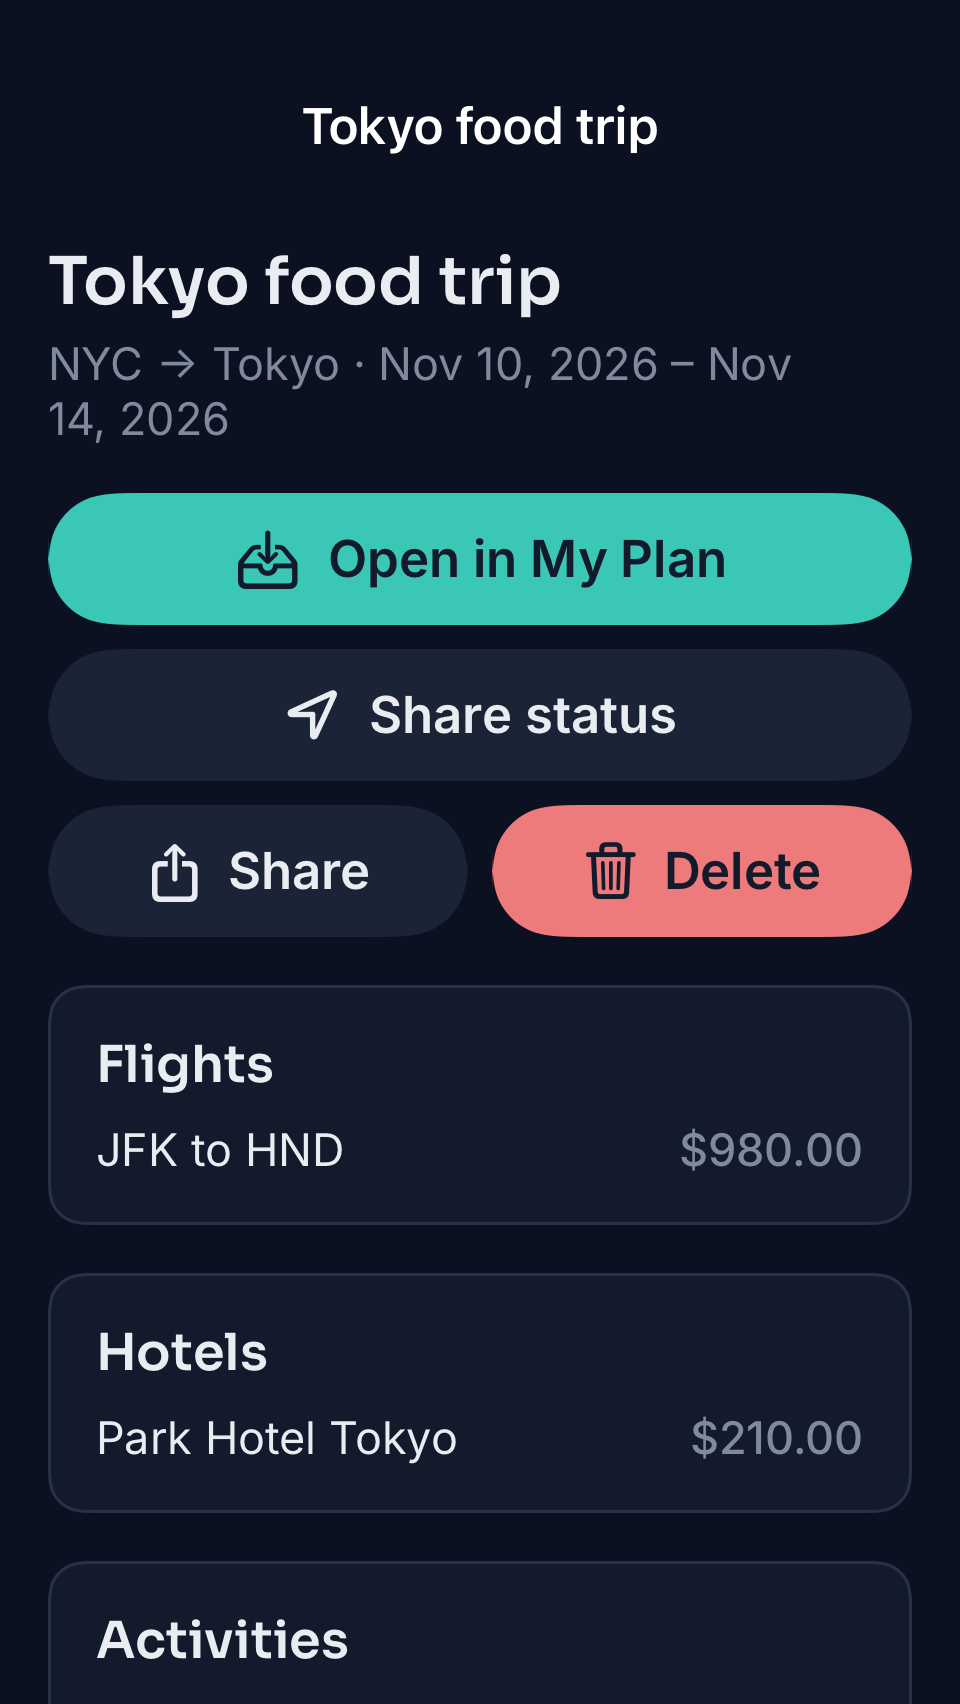 Tokyo food trip
Tokyo food trip
NYC → Tokyo · Nov 10, 2026 – Nov
14, 2026
Open in My Plan
Share status
Share
Delete
Flights
JFK to HND
$980.00
Hotels
Park Hotel Tokyo
$210.00
Activities